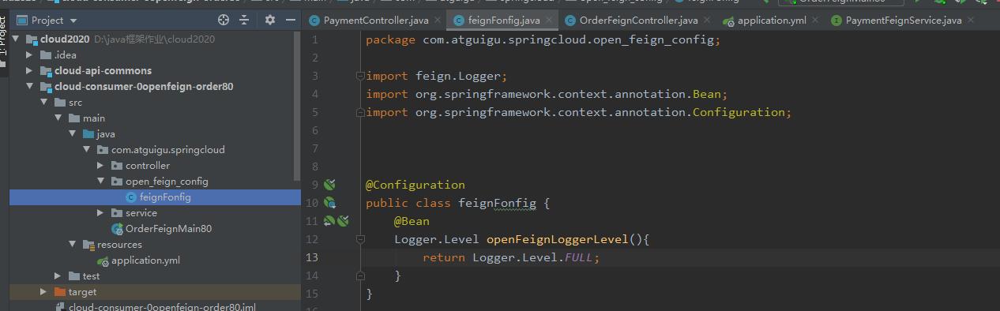 Project
PaymentController.java
feignFonfig.java
OrderFeignController.java
application.yml
PaymentFeignService.java
1: Project
cloud2020 D:\java框架作业\cloud2020
.idea
cloud-api-commons
cloud-consumer-0openfeign-order80
src
main
java
com.atguigu.springcloud
controller
open_feign_config
feignFonfig
service
OrderFeignMain80
resources
application.yml
test
target
cloud-consumer-0openfeign-order80.iml
1 package com.atguigu.springcloud.open_feign_config;
2
3 import feign.Logger;
4 import org.springframework.context.annotation.Bean;
5 import org.springframework.context.annotation.Configuration;
6
7
8
9 @Configuration
10 public class feignFonfig {
11 @Bean
12 Logger.Level openFeignLoggerLevel(){
13 return Logger.Level.FULL;
14 }
15 }